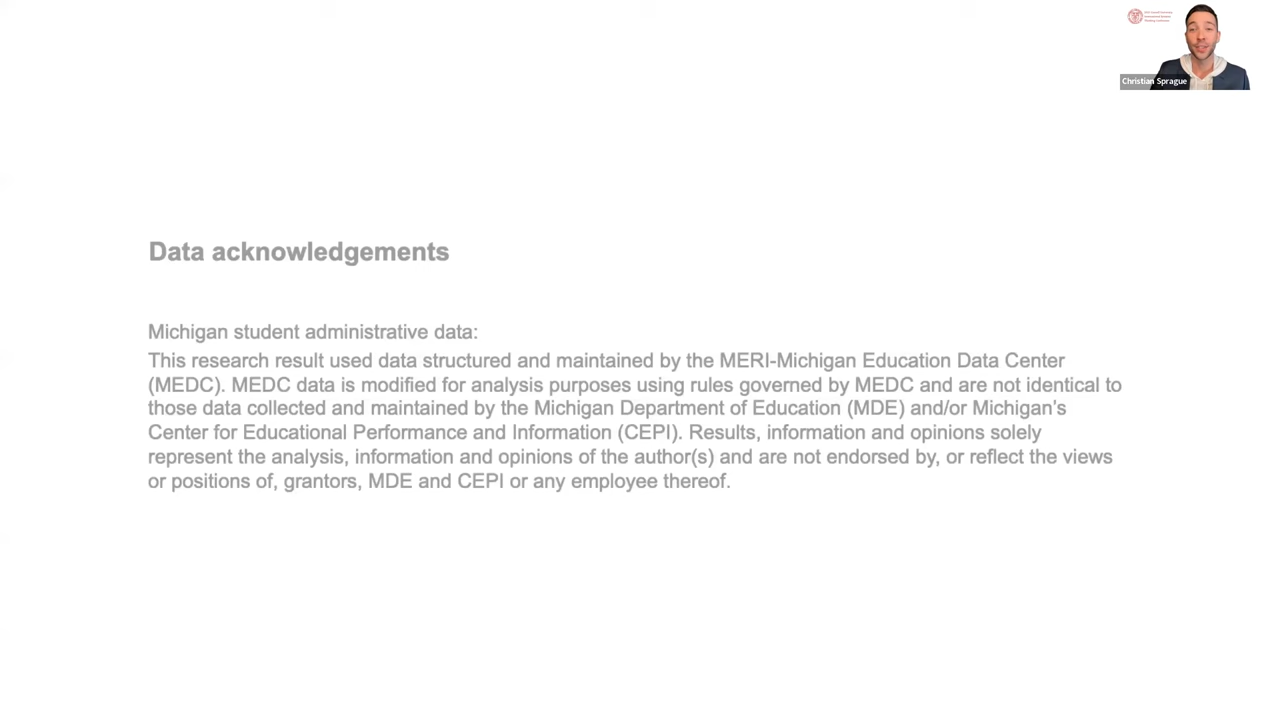 Christian Sprague
Data acknowledgements
Michigan student administrative data:
This research result used data structured and maintained by the MERI-Michigan Education Data Center
(MEDC). MEDC data is modified for analysis purposes using rules governed by MEDC and are not identical to
those data collected and maintained by the Michigan Department of Education (MDE) and/or Michigan's
Center for Educational Performance and Information (CEPI). Results, information and opinions solely
represent the analysis, information and opinions of the author(s) and are not endorsed by, or reflect the views
or positions of, grantors, MDE and CEPI or any employee thereof.